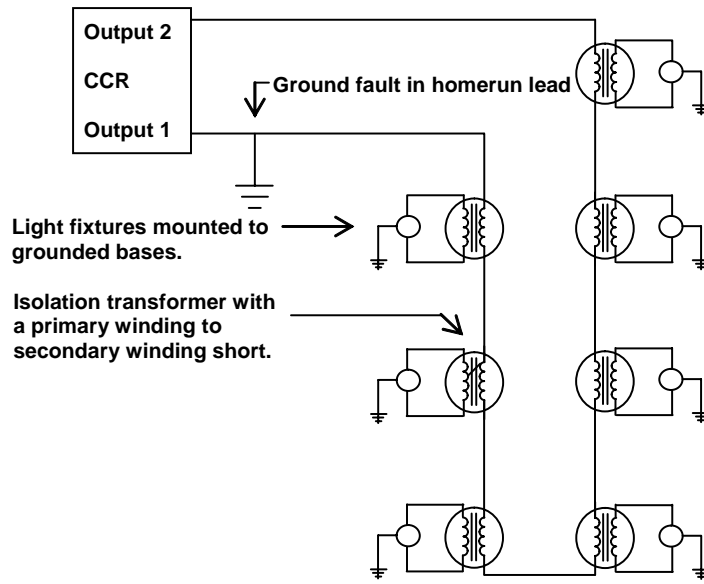 Output 2
CCR
Output 1
Ground fault in homerun lead
Light fixtures mounted to
grounded bases.
Isolation transformer with
a primary winding to
secondary winding short.